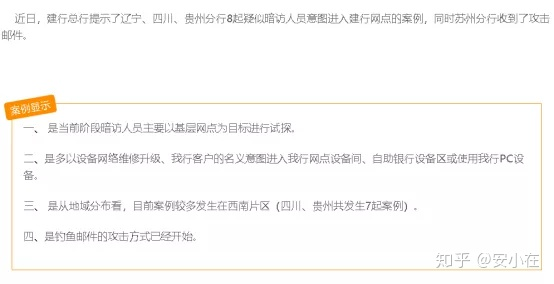 近日，建行总行提示了辽宁、四川、贵州分行8起疑似暗访人员意图进入建行网点的案例，同时苏州分行收到了攻击
邮件。
案例显示
一、 是当前阶段暗访人员主要以基层网点为目标进行试探。
二、是多以设备网络维修升级、我行客户的名义意图进入我行网点设备间、自助银行设备区或使用我行PC设
备。
三、 是从地域分布看，目前案例较多发生在西南片区（四川、贵州共发生7起案例）。
四、是钓鱼邮件的攻击方式已经开始。
知乎 @安小在